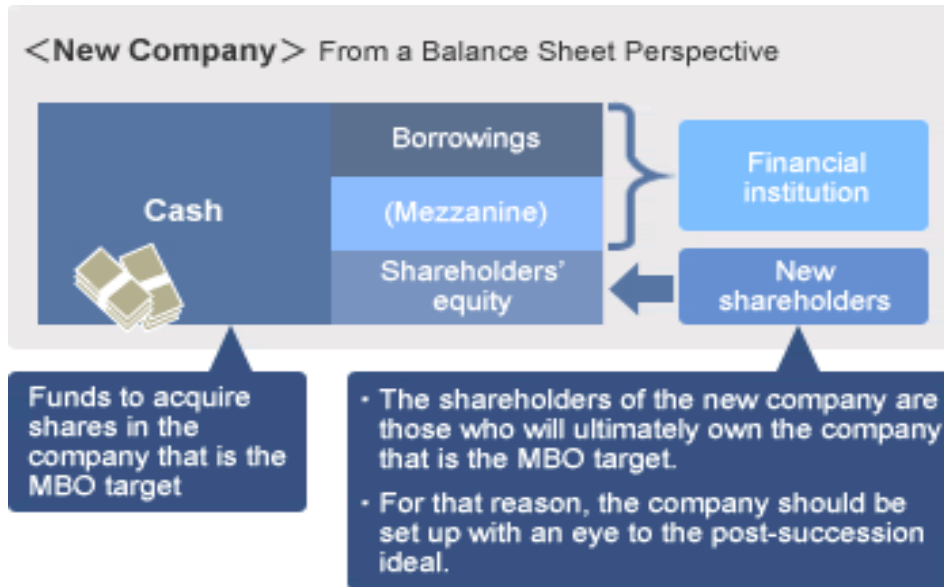 ＜New Company＞ From a Balance Sheet Perspective
Cash
Borrowings
(Mezzanine)
Shareholders'
equity
Financial
institution
New
shareholders
Funds to acquire
shares in the
company that is the
MBO target
・The shareholders of the new company are
those who will ultimately own the company
that is the MBO target.
・For that reason, the company should be
set up with an eye to the post-succession
ideal.